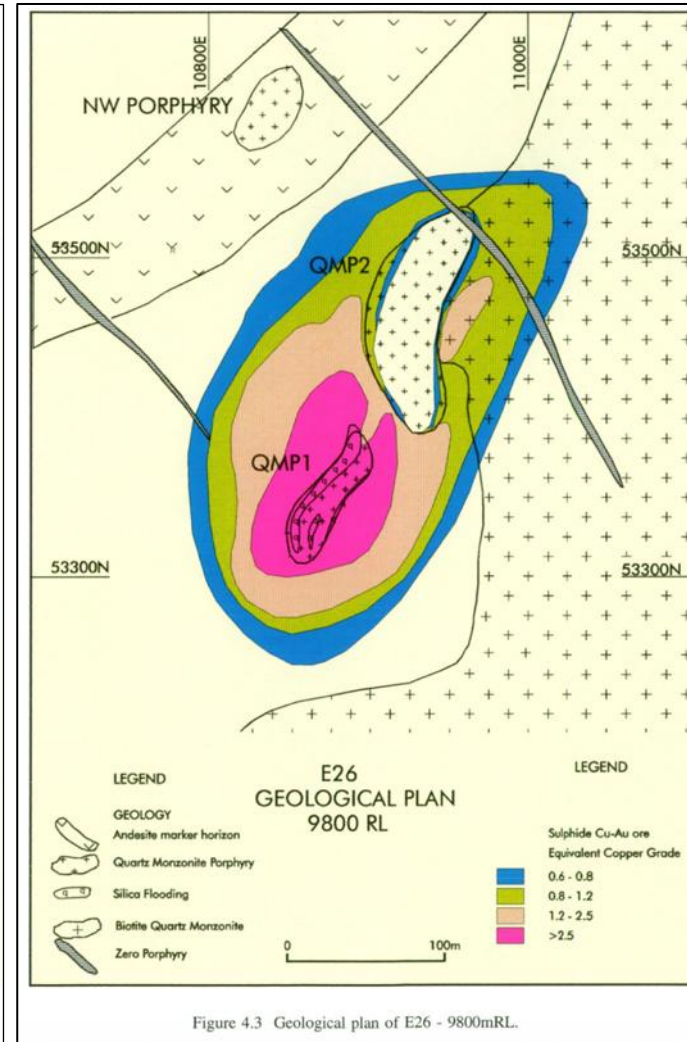 10800E
11000E
NW PORPHYRY
53500N
53500N
QMP2
QMP1
53300N
53300N
E26
GEOLOGICAL PLAN
9800 RL
LEGEND
GEOLOGY
Andesite marker horizon
Quartz Monzonite Porphyry
Silica Flooding
Biotite Quartz Monzonite
Zero Porphyry
0
100m
LEGEND
Sulphide Cu-Au ore
Equivalent Copper Grade
0.6 - 0.8
0.8 - 1.2
1.2 - 2.5
>2.5
Figure 4.3 Geological plan of E26 - 9800mRL.